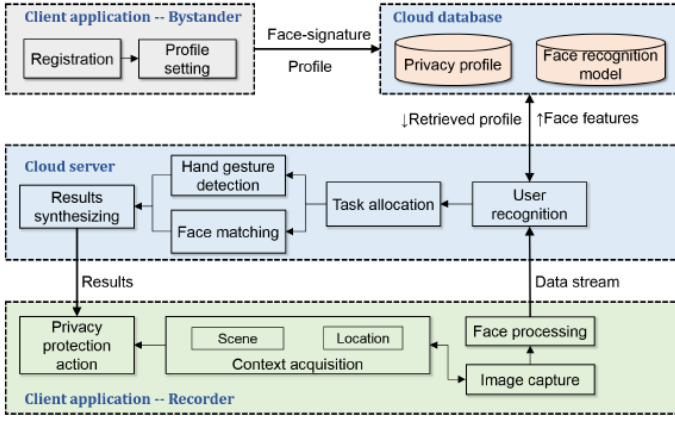 Client application -- Bystander
Registration
Profile
setting
Face-signature
Profile
Cloud database
Privacy profile
Face recognition
model
↓Retrieved profile
↑Face features
Cloud server
Hand gesture
detection
Results
synthesizing
Face matching
Task allocation
User
recognition
Results
Data stream
Privacy
protection
action
Scene
Location
Context acquisition
Face processing
Image capture
Client application -- Recorder